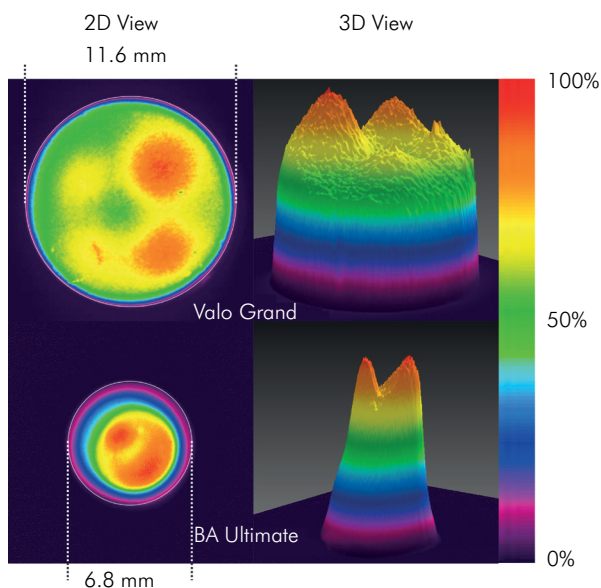 2D View
3D View
11.6 mm
100%
Valo Grand
50%
BA Ultimate
0%
6.8 mm